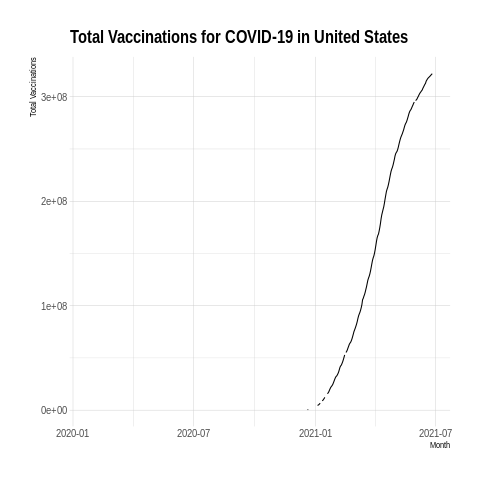 Total Vaccinations for COVID-19 in United States
Total Vaccinations
3e+08
2e+08
1e+08
0e+00
2020-01 2020-07 2021-01 2021-07
Month